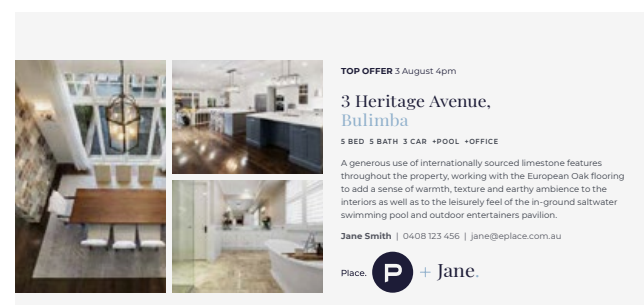 TOP OFFER 3 August 4pm
3 Heritage Avenue,
Bulimba
5 BED 5 BATH 3 CAR +POOL +OFFICE
A generous use of internationally sourced limestone features
throughout the property, working with the European Oak flooring
to add a sense of warmth, texture and earthy ambience to the
interiors as well as to the leisurely feel of the in-ground saltwater
swimming pool and outdoor entertainers pavilion.
Jane Smith | 0408 123 456 | jane@eplace.com.au
Place. P + Jane.